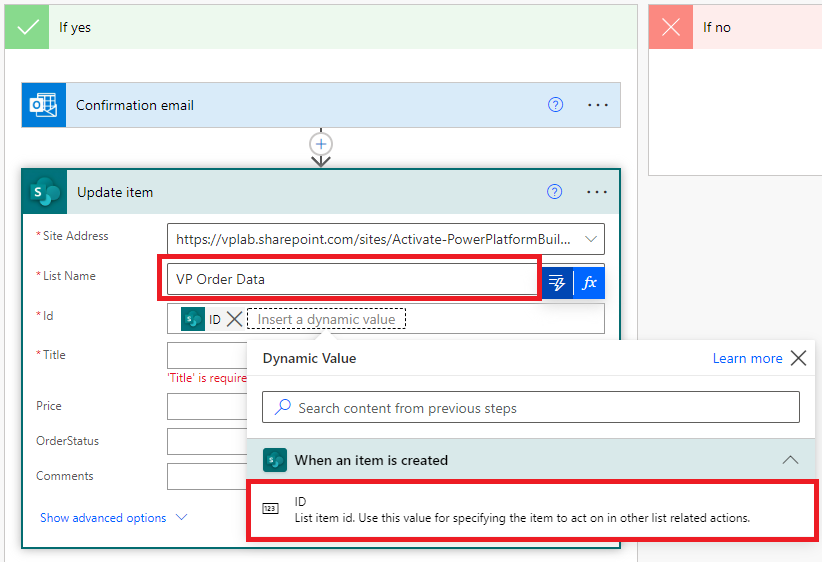 If yes
If no
Confirmation email
Update item
* Site Address
https://vplab.sharepoint.com/sites/Activate-PowerPlatformBuil...
* List Name
VP Order Data
fx
* Id
S
ID
Insert a dynamic value
* Title
'Title' is require
Price
OrderStatus
Comments
Show advanced options
Dynamic Value
Learn more
Search content from previous steps
When an item is created
123
ID
List item id. Use this value for specifying the item to act on in other list related actions.